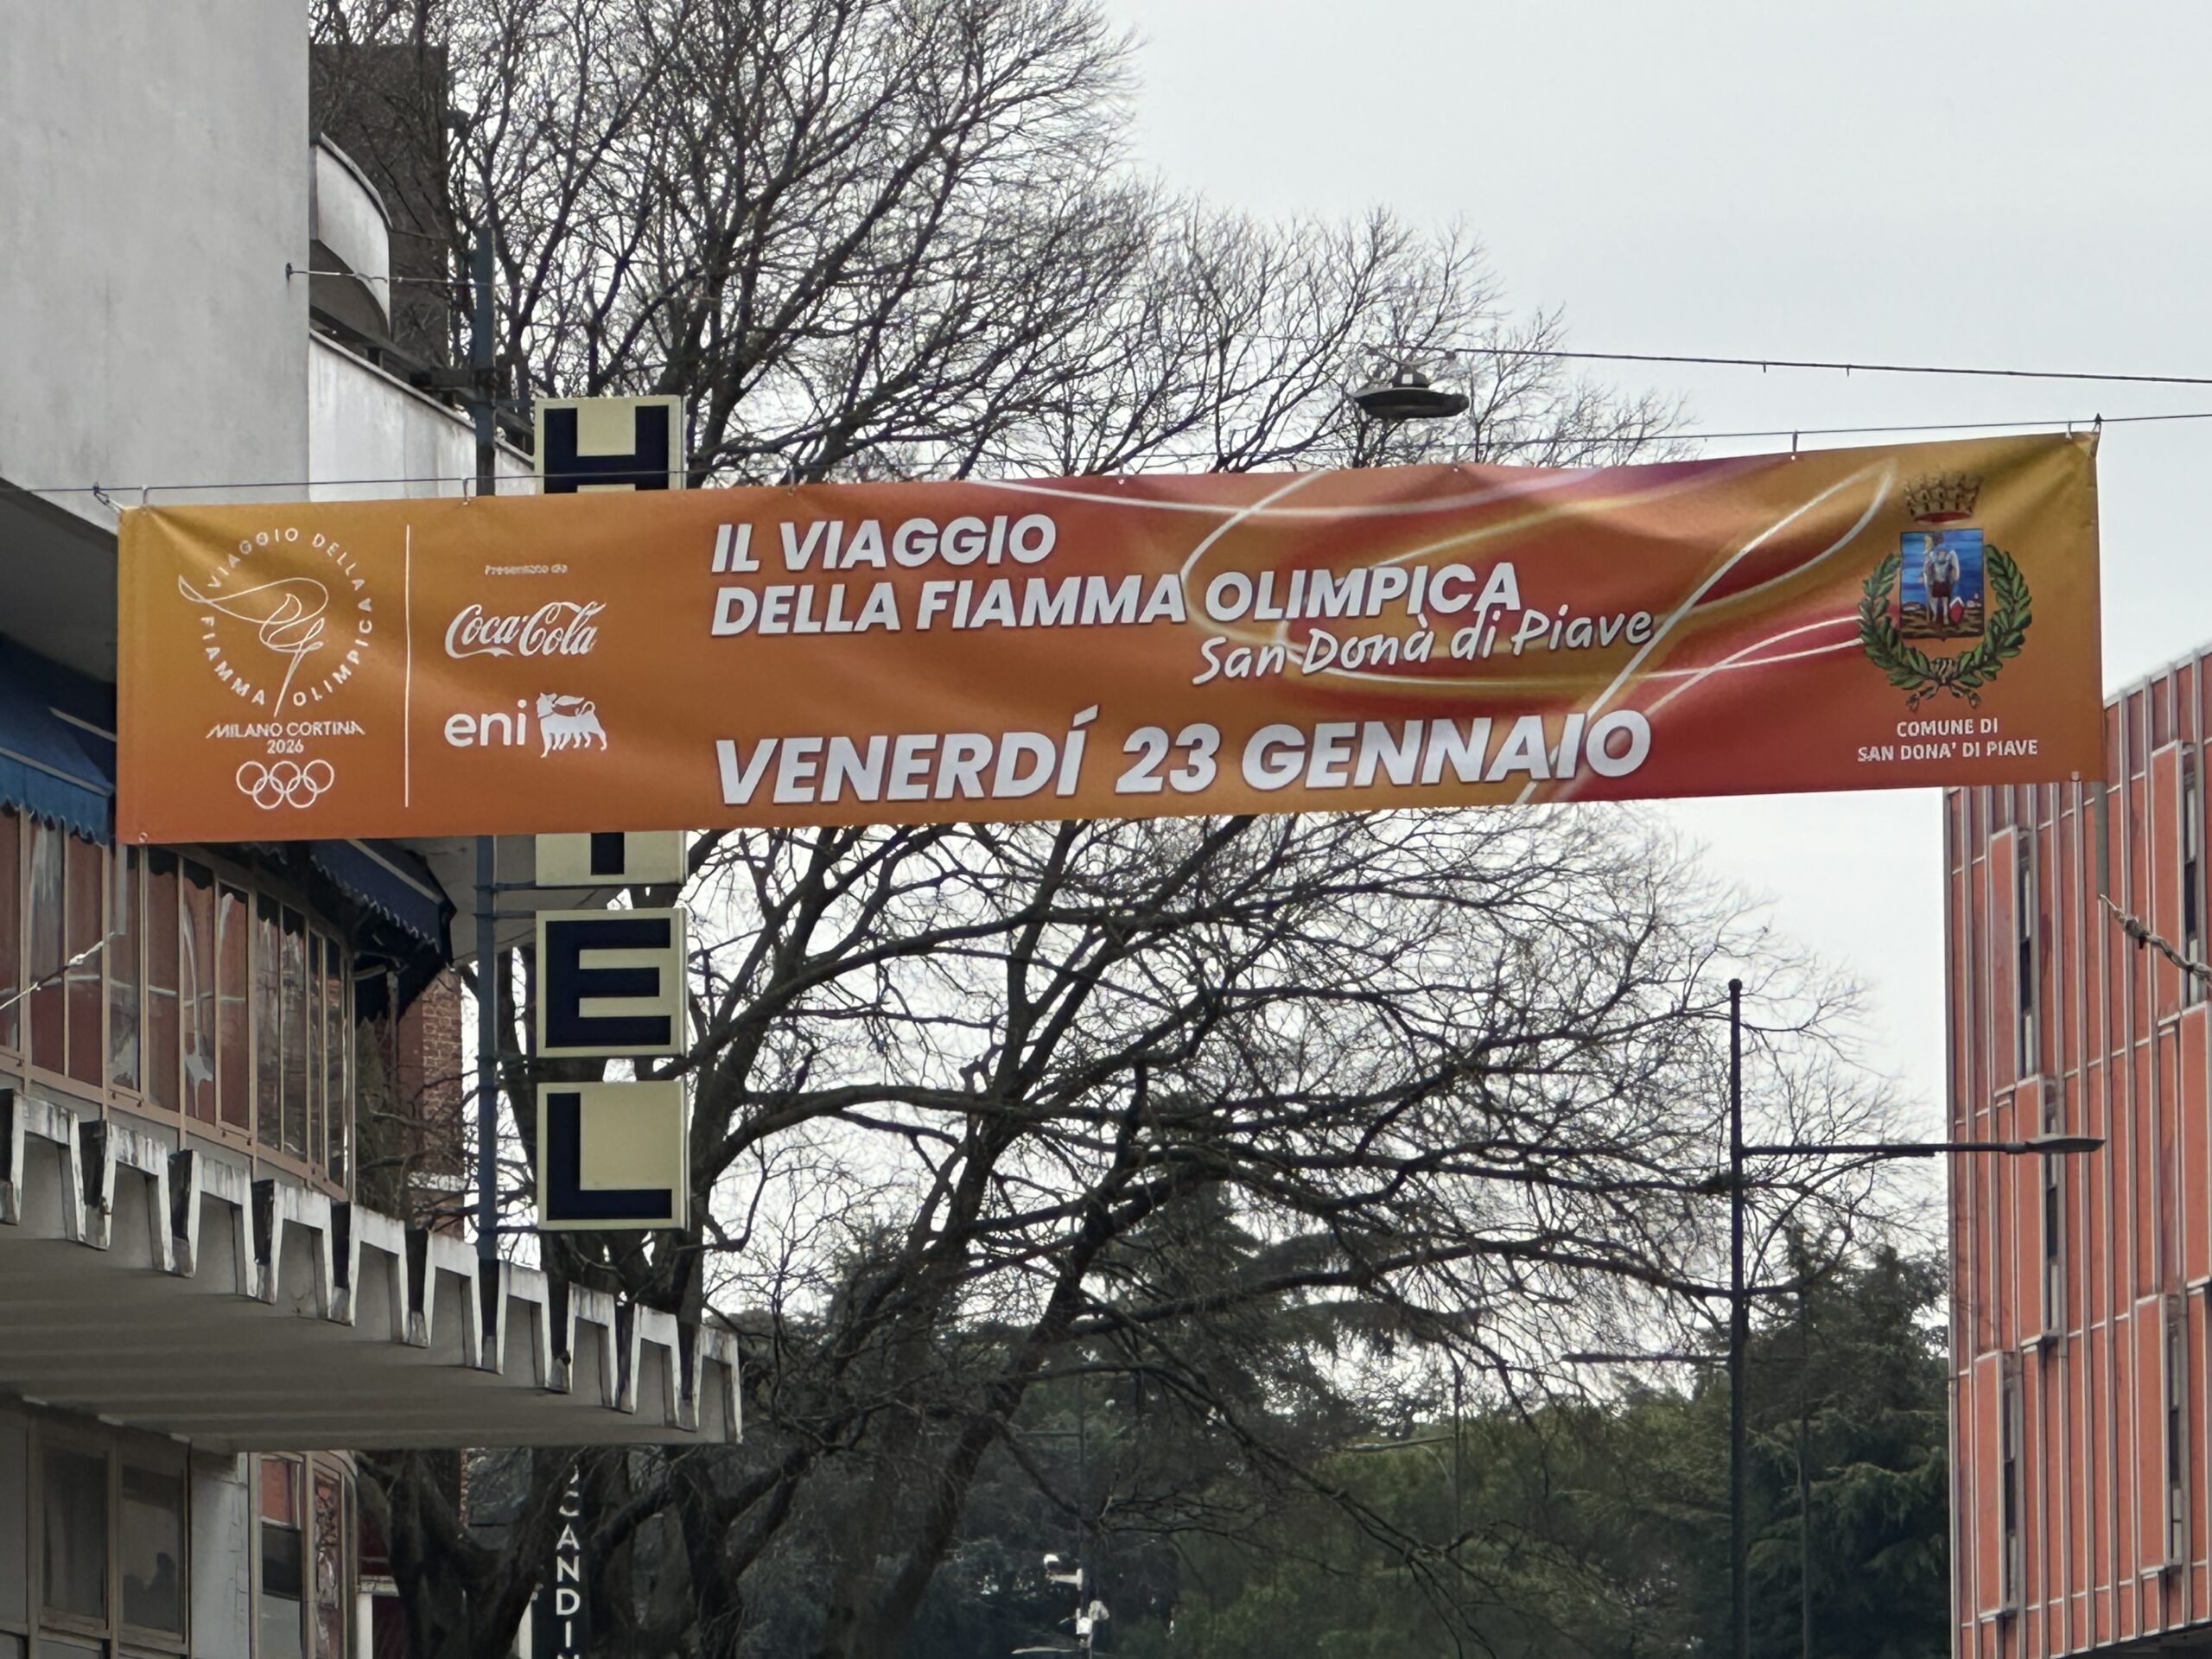 VIAGGIO DELLA
FIAMMA OLIMPICA
MILANO CORTINA
2026
Presentato da
Coca-Cola
eni
IL VIAGGIO
DELLA FIAMMA OLIMPICA
San Donà di Piave
VENERDÍ 23 GENNAIO
COMUNE DI
SAN DONA' DI PIAVE
H
T
E
L
CANDI